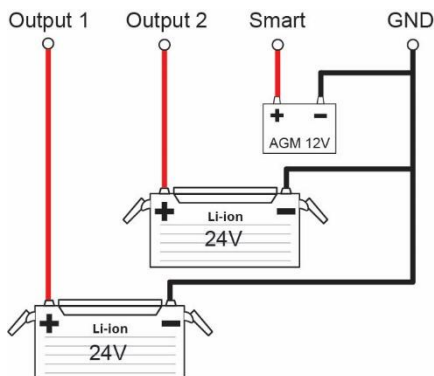 Output 1 Output 2 Smart GND
+ −
AGM 12V
+ Li-ion −
24V
+ Li-ion −
24V